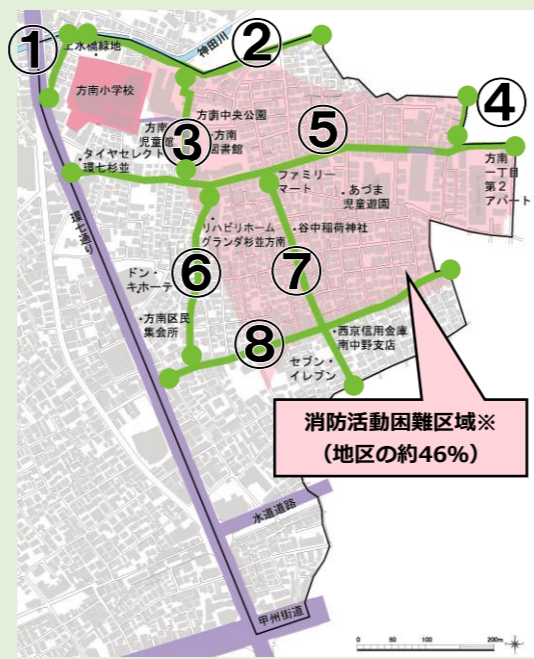 ①
②
神田川
上水橋緑地
方南小学校
④
方南中央公園
⑤
③
方南
児童館
方南
図書館
タイヤセレクト
環七杉並
ファミリー
マート
あづま
児童遊園
方南
一丁目
第2
アパート
環七通り
リハビリホーム
グランダ杉並方南
谷中稲荷神社
⑥
⑦
ドン・
キホーテ
方南区民
集会所
⑧
西京信用金庫
南中野支店
セブン・
イレブン
消防活動困難区域※
（地区の約46%）
水道道路
甲州街道
0 50 100 200m